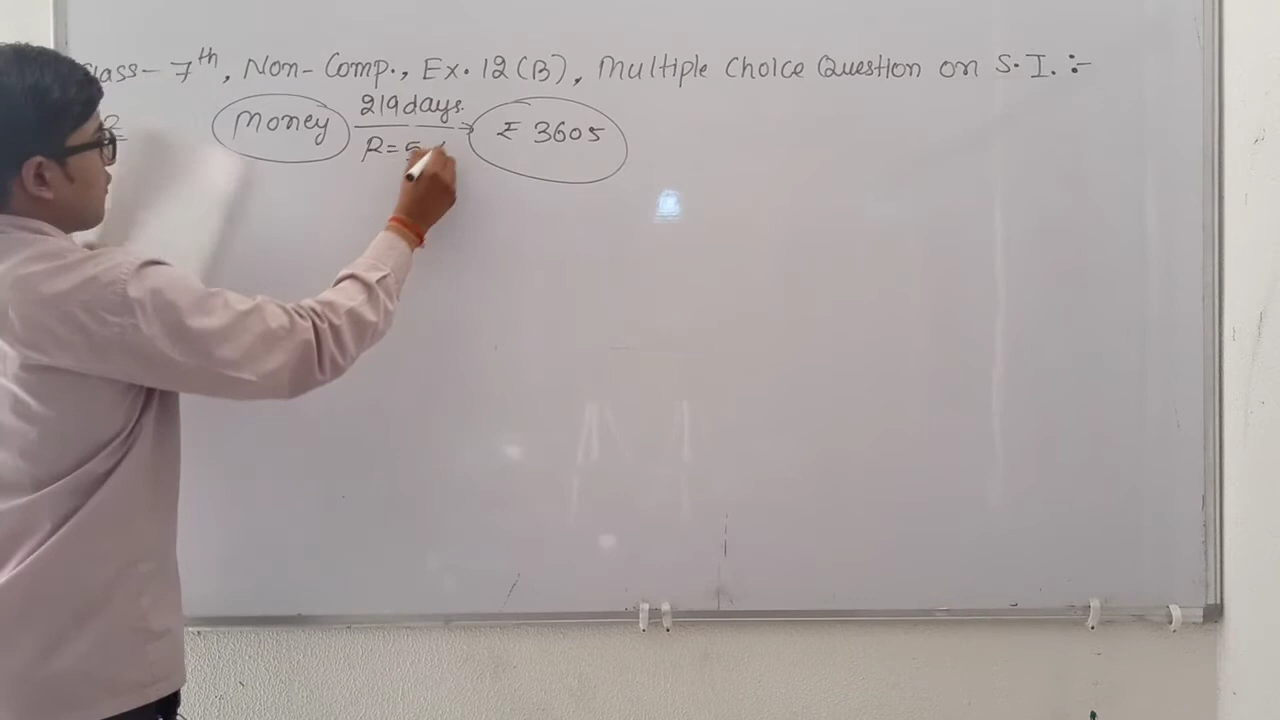 class- 7th, Non- Comp., Ex. 12(B), Multiple Choice Question on S.I. :-
219 days.
Money → ₹ 3605
R = 5